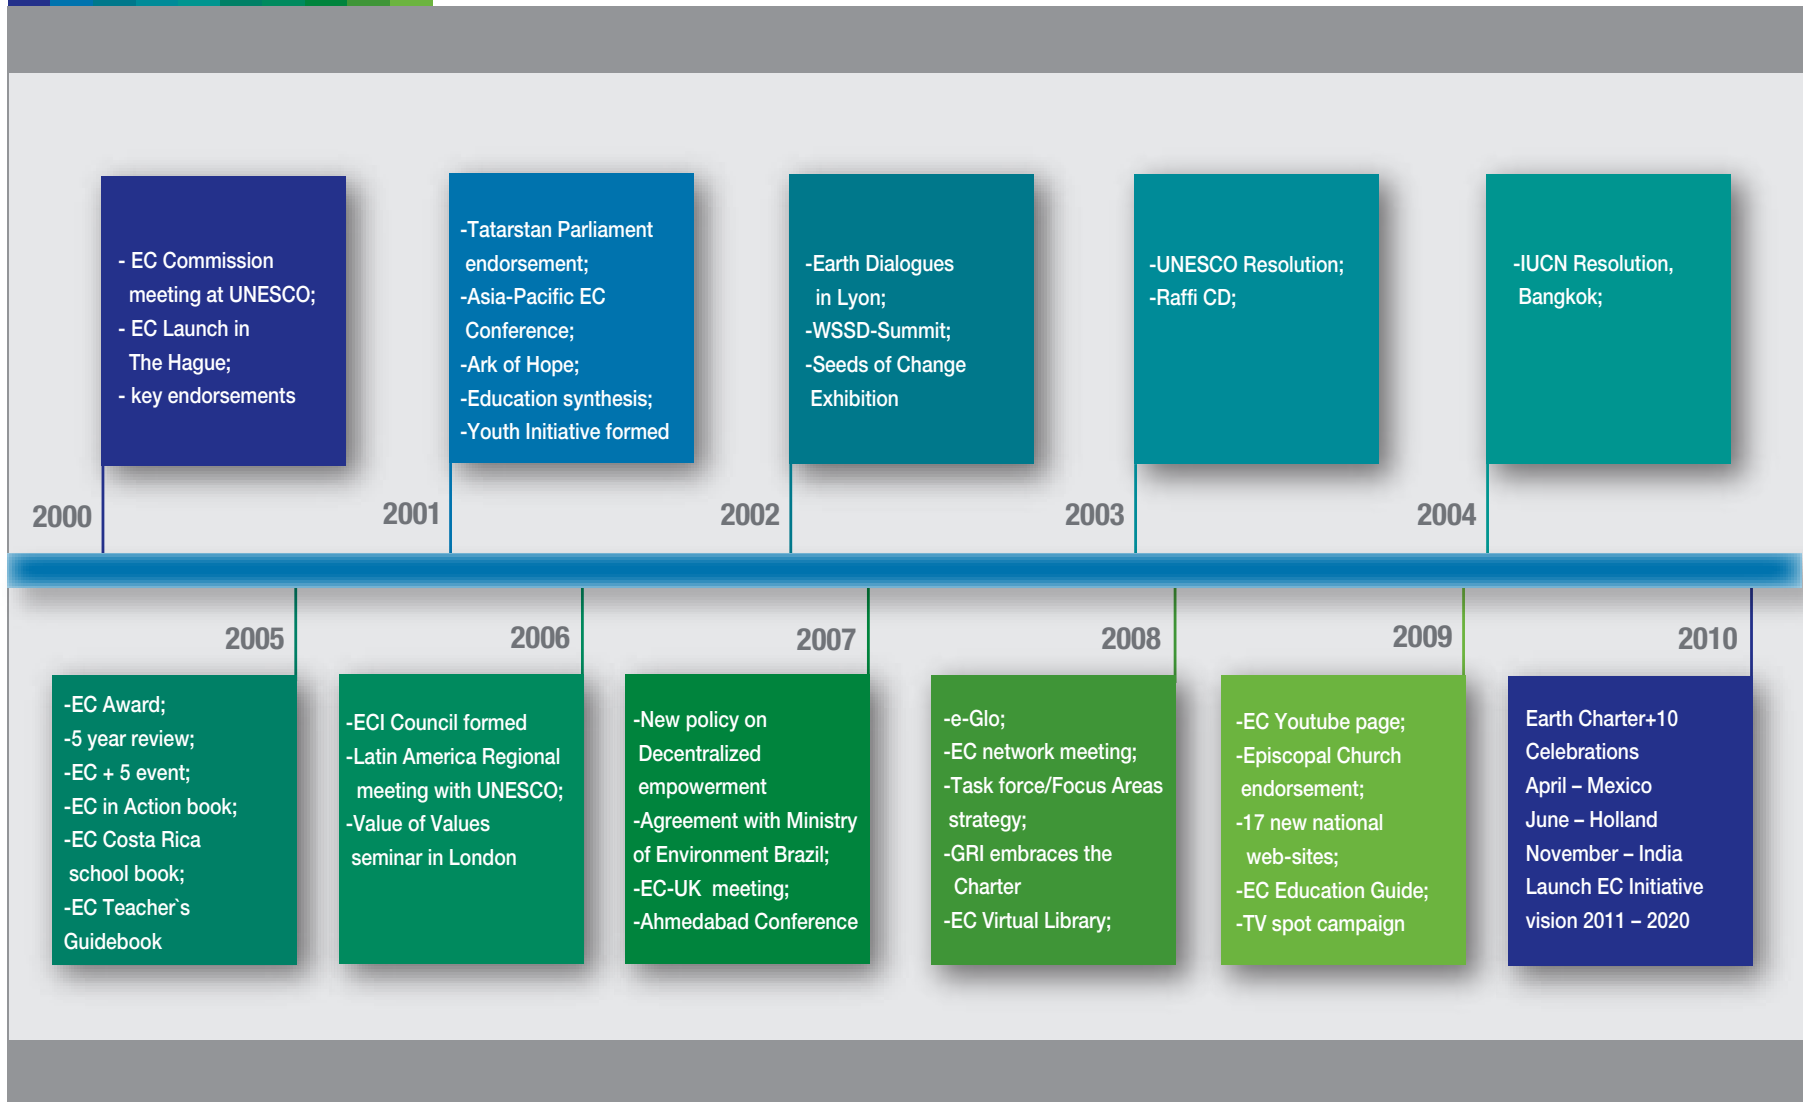 - EC Commission
meeting at UNESCO;
- EC Launch in
The Hague;
- key endorsements
2000
-Tatarstan Parliament
endorsement;
-Asia-Pacific EC
Conference;
-Ark of Hope;
-Education synthesis;
-Youth Initiative formed
2001
-Earth Dialogues
in Lyon;
-WSSD-Summit;
-Seeds of Change
Exhibition
2002
-UNESCO Resolution;
-Raffi CD;
2003
-IUCN Resolution,
Bangkok;
2004
2005
-EC Award;
-5 year review;
-EC + 5 event;
-EC in Action book;
-EC Costa Rica
school book;
-EC Teacher`s
Guidebook
2006
-ECI Council formed
-Latin America Regional
meeting with UNESCO;
-Value of Values
seminar in London
2007
-New policy on
Decentralized
empowerment
-Agreement with Ministry
of Environment Brazil;
-EC-UK  meeting;
-Ahmedabad Conference
2008
-e-Glo;
-EC network meeting;
-Task force/Focus Areas
strategy;
-GRI embraces the
Charter
-EC Virtual Library;
2009
-EC Youtube page;
-Episcopal Church
endorsement;
-17 new national
web-sites;
-EC Education Guide;
-TV spot campaign
2010
Earth Charter+10
Celebrations
April – Mexico
June – Holland
November – India
Launch EC Initiative
vision 2011 – 2020